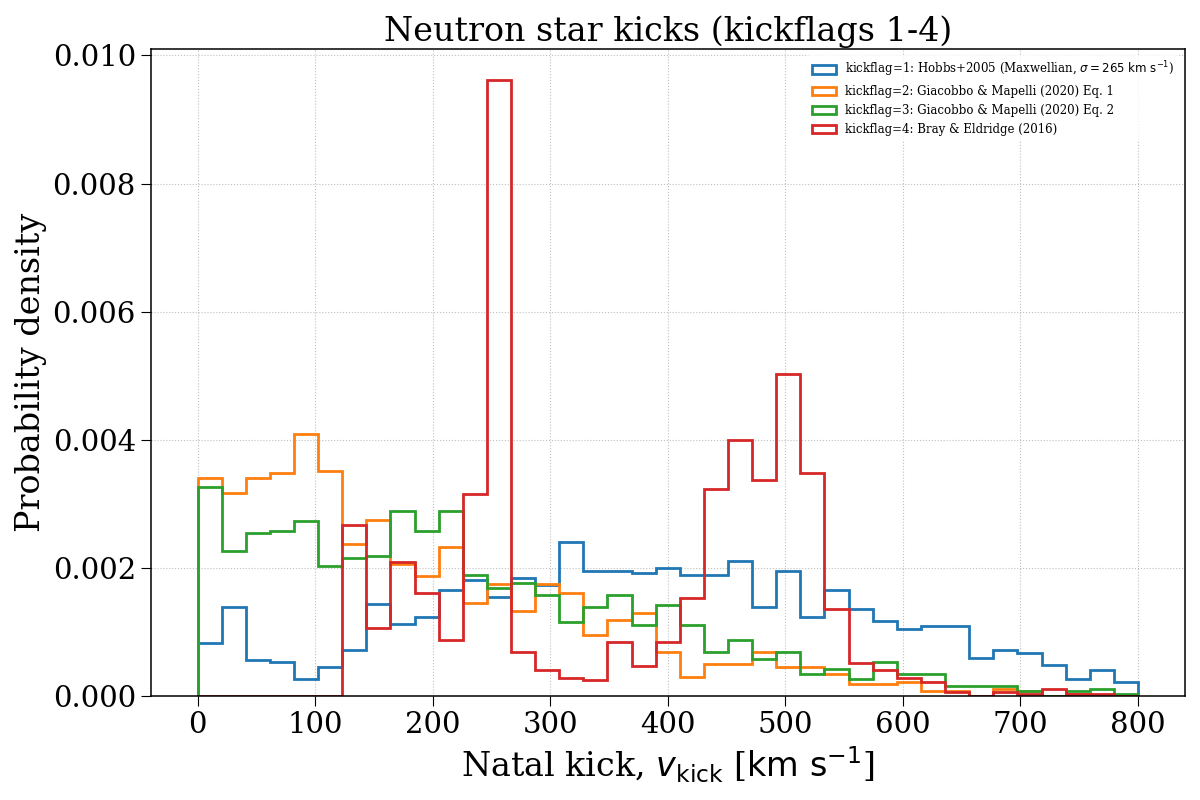 Neutron star kicks (kickflags 1-4)
kickflag=1: Hobbs+2005 (Maxwellian, σ = 265 km s⁻¹)
kickflag=2: Giacobbo & Mapelli (2020) Eq. 1
kickflag=3: Giacobbo & Mapelli (2020) Eq. 2
kickflag=4: Bray & Eldridge (2016)
Probability density
0.010
0.008
0.006
0.004
0.002
0.000
0 100 200 300 400 500 600 700 800
Natal kick, v_kick [km s⁻¹]